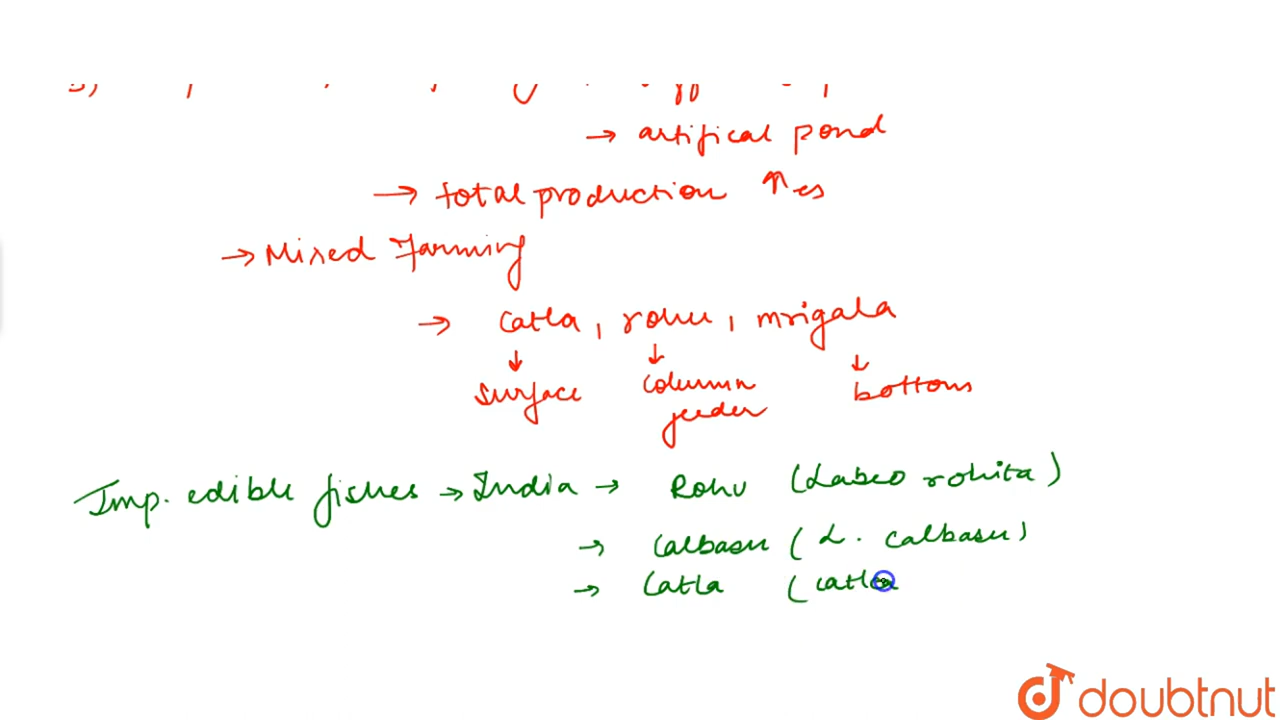 → artifical pond
→ total production ↑es
→ Mixed Farming
→ catla, rohu, mrigala
↓ ↓ ↓
surface column bottom
feeder
Imp. edible fishes → India → Rohu (Labeo rohita)
→ Calbasu (L. calbasu)
→ Catla (catla
doubtnut